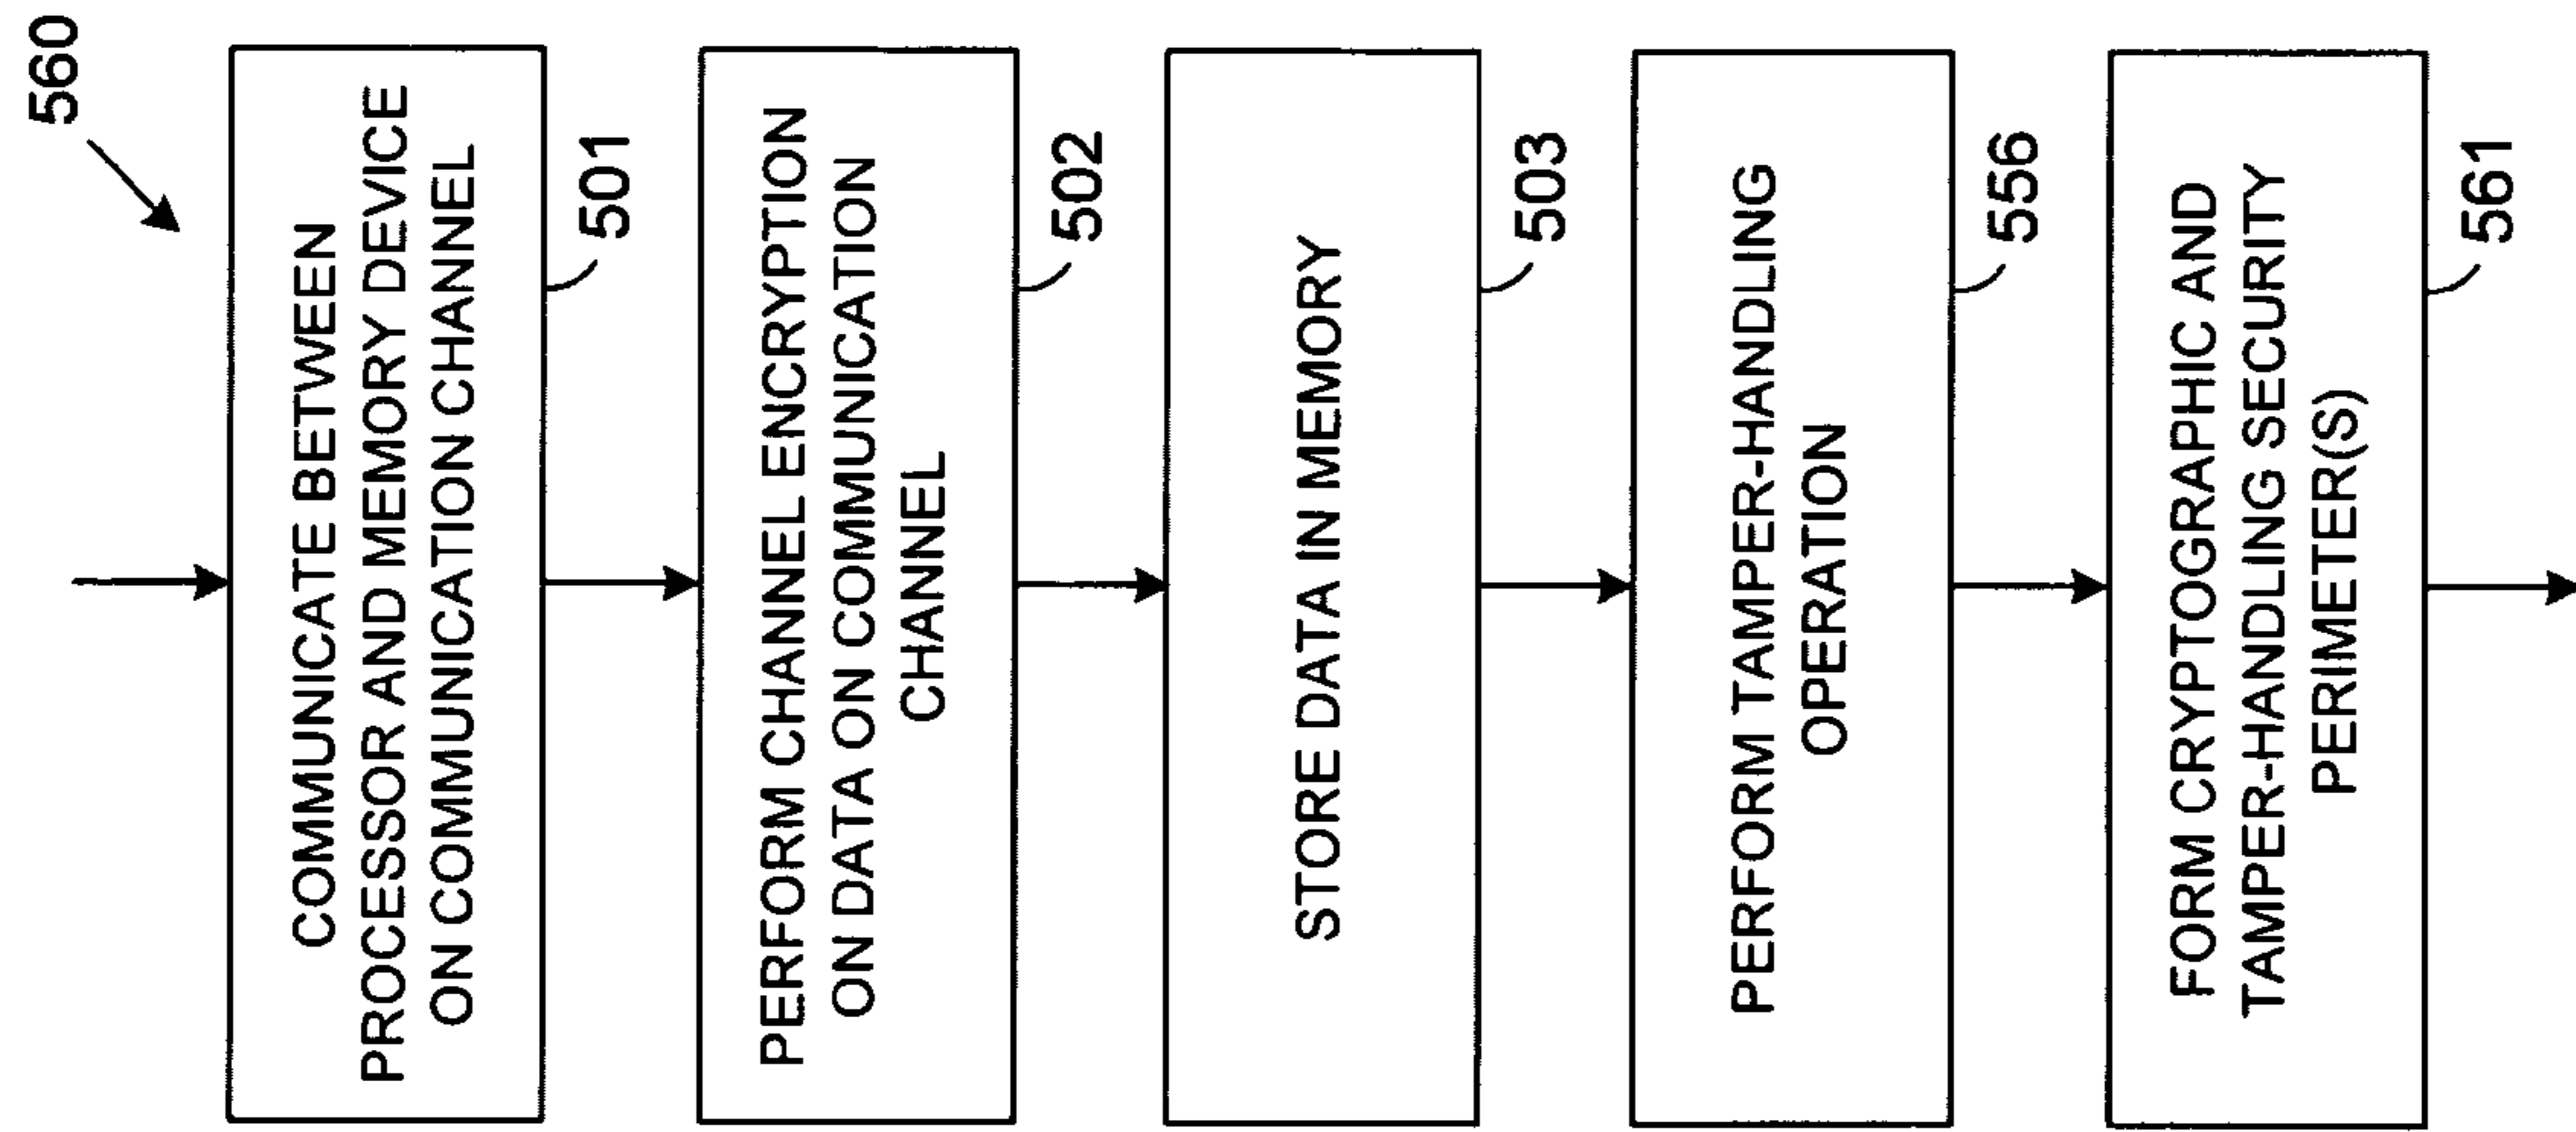 560
COMMUNICATE BETWEEN
PROCESSOR AND MEMORY DEVICE
ON COMMUNICATION CHANNEL
501
PERFORM CHANNEL ENCRYPTION
ON DATA ON COMMUNICATION
CHANNEL
502
STORE DATA IN MEMORY
503
PERFORM TAMPER-HANDLING
OPERATION
556
FORM CRYPTOGRAPHIC AND
TAMPER-HANDLING SECURITY
PERIMETER(S)
561